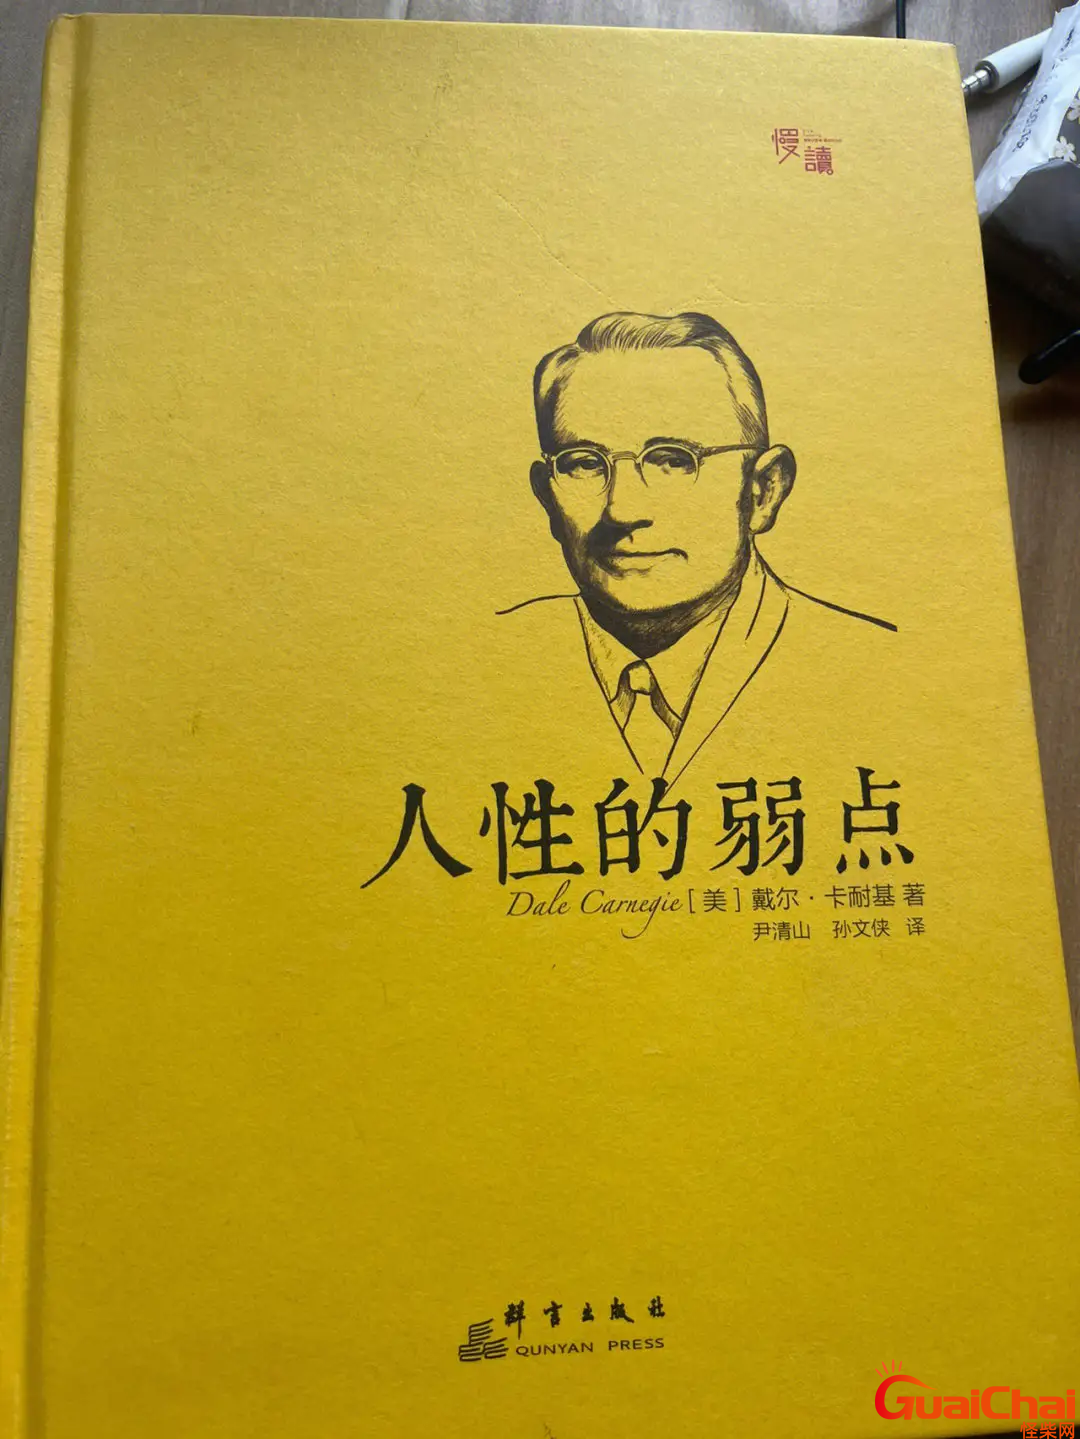 慢
讀
人性的弱点
Dale Carnegie [美] 戴尔·卡耐基 著
尹清山 孙文侠 译
群言出版社
QUNYAN PRESS
GuaiChai
怪柴网